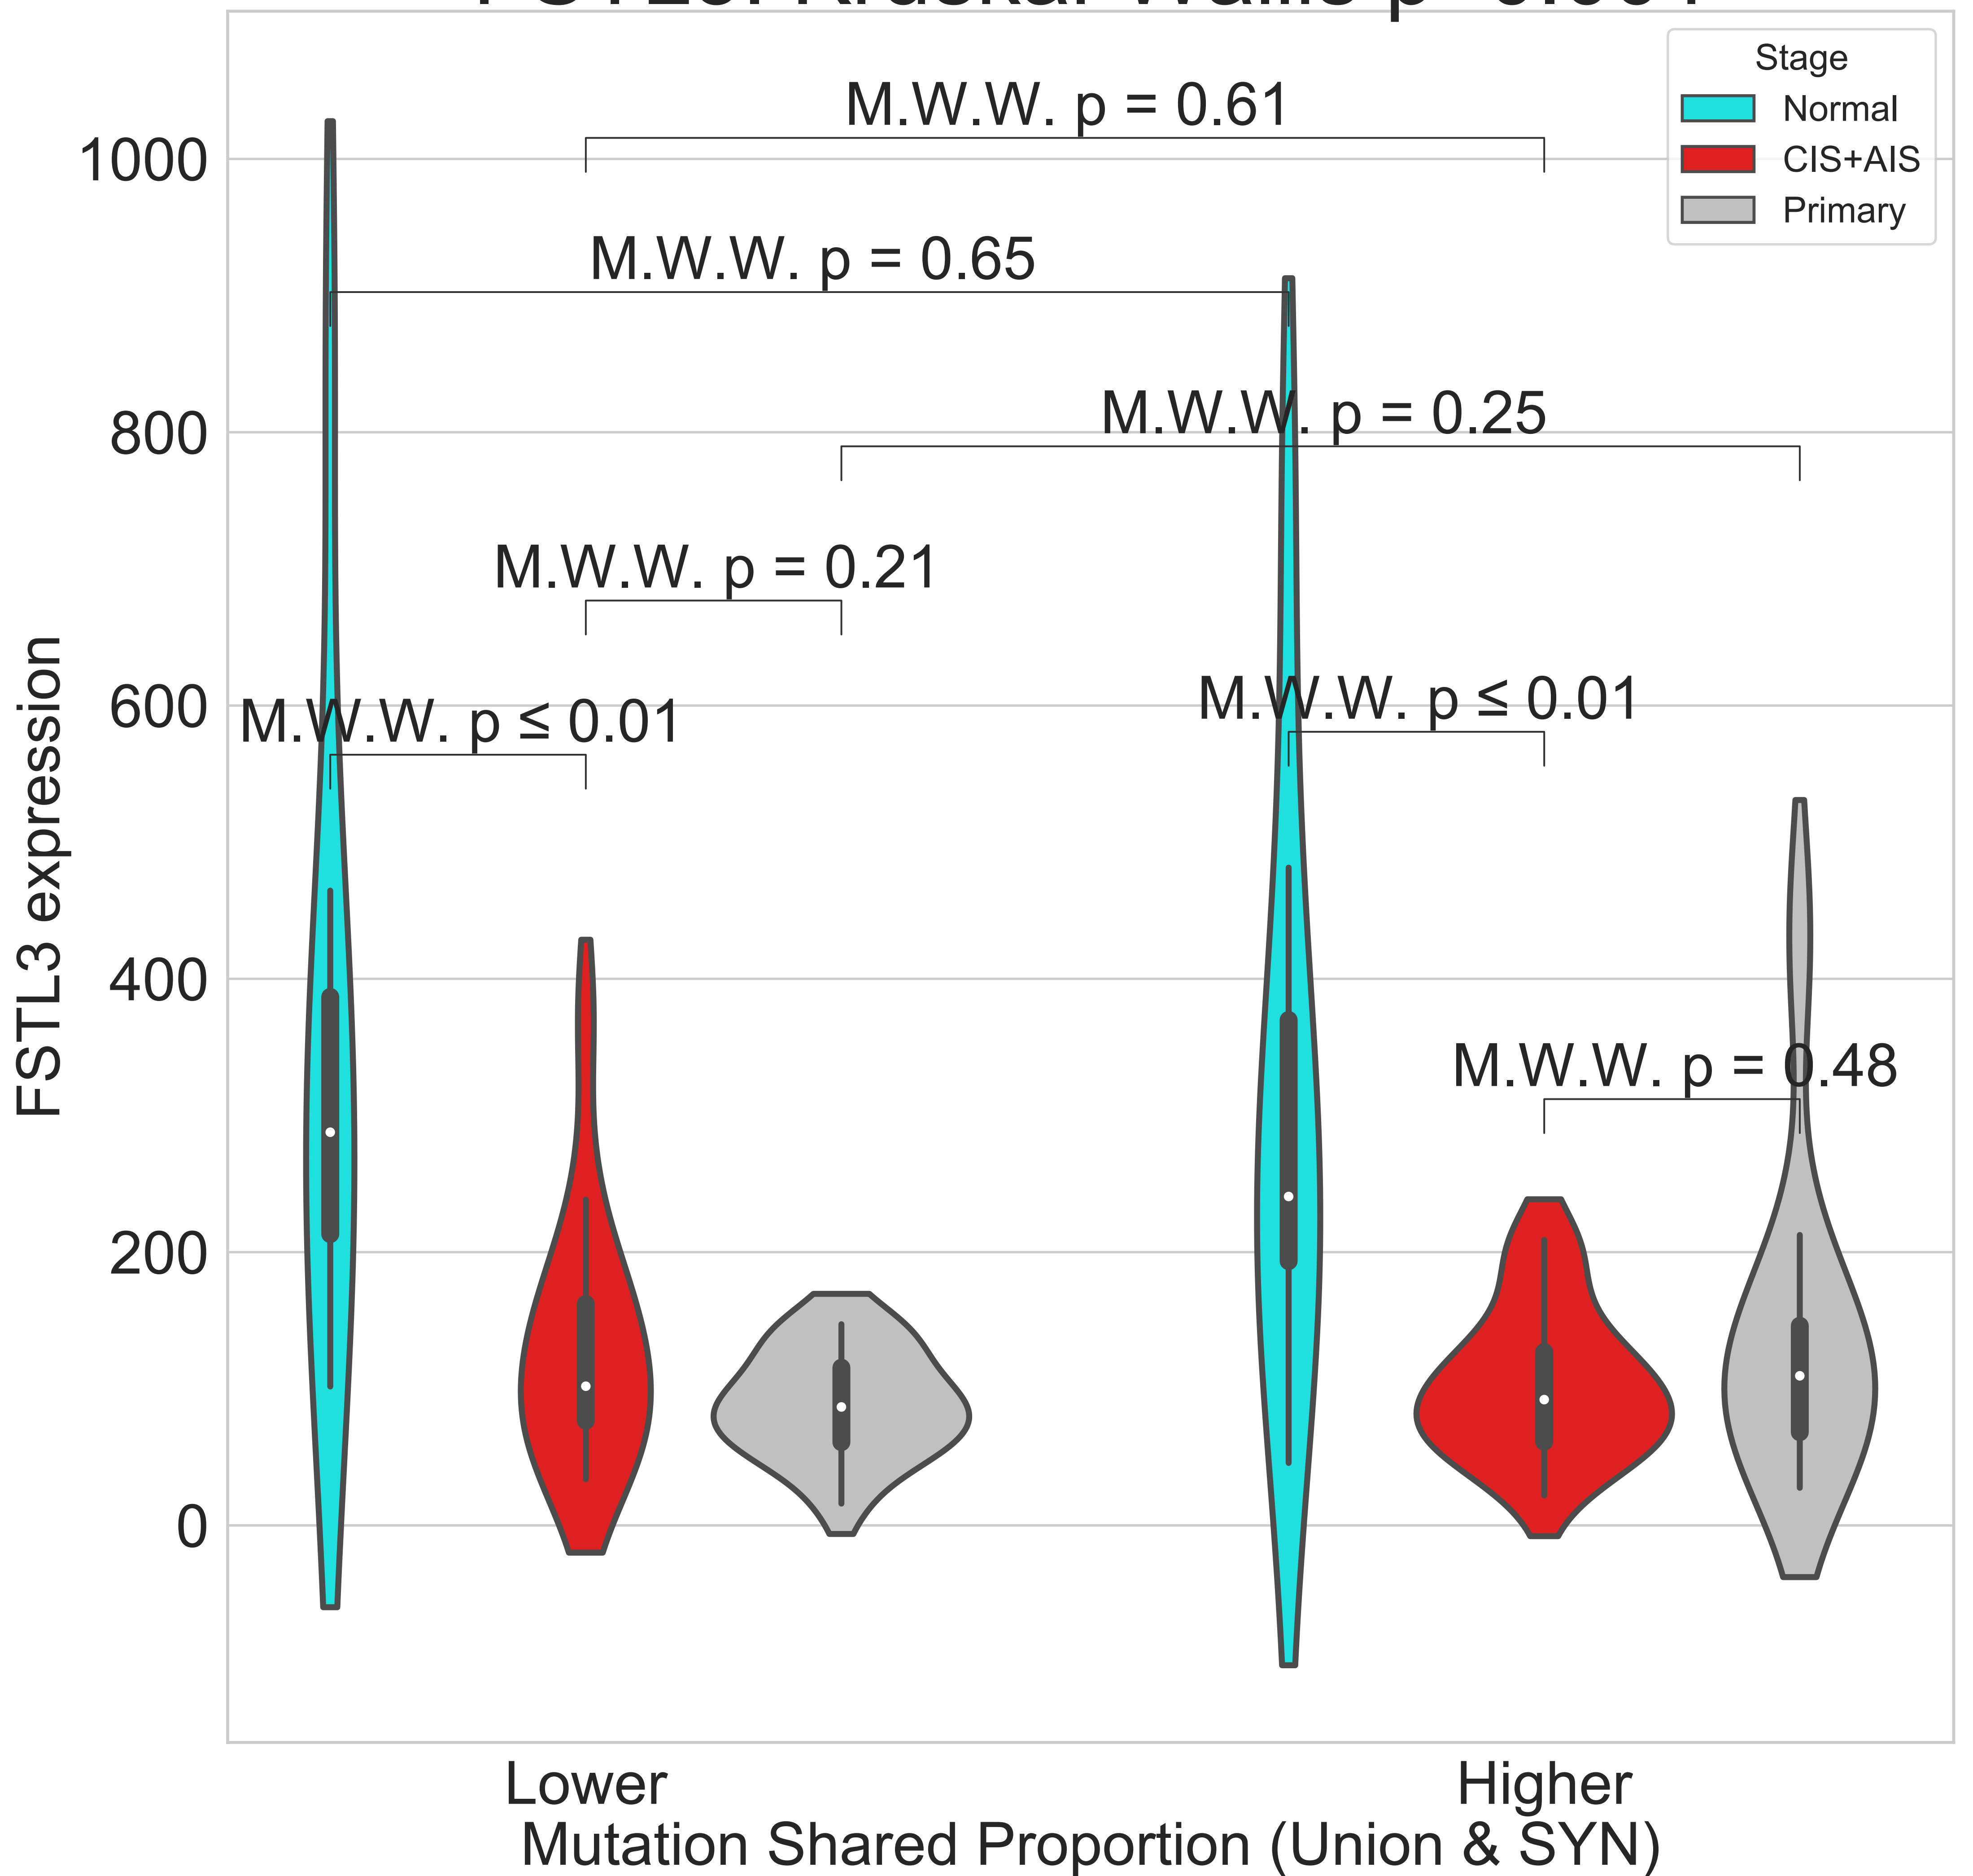 Stage
Normal
CIS+AIS
Primary
M.W.W. p = 0.61
M.W.W. p = 0.65
M.W.W. p = 0.25
M.W.W. p = 0.21
M.W.W. p ≤ 0.01
M.W.W. p ≤ 0.01
M.W.W. p = 0.48
1000
800
600
400
200
0
FSTL3 expression
Lower
Higher
Mutation Shared Proportion (Union & SYN)